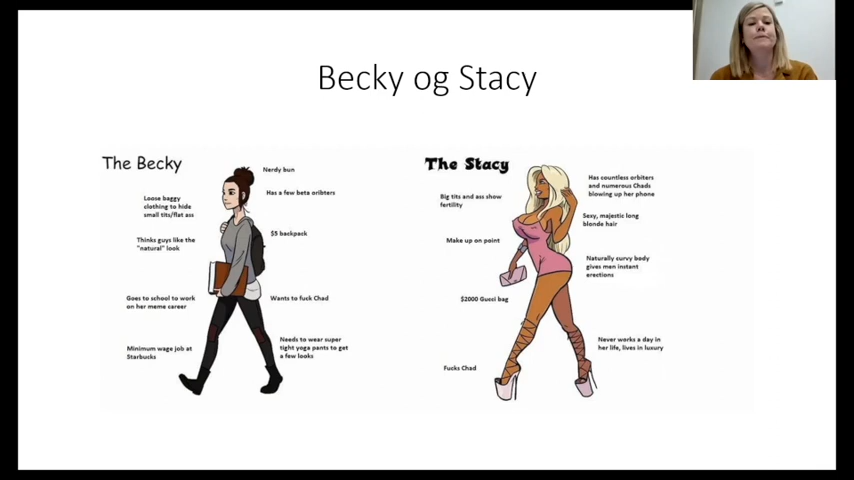 Becky og Stacy
The Becky
Nerdy bun
Has a few beta oribters
Loose baggy
clothing to hide
small tits/flat ass
$5 backpack
Thinks guys like the
"natural" look
Goes to school to work
on her meme career
Wants to fuck Chad
Minimum wage job at
Starbucks
Needs to wear super
tight yoga pants to get
a few looks
The Stacy
Has countless orbiters
and numerous Chads
blowing up her phone
Big tits and ass show
fertility
Sexy, majestic long
blonde hair
Make up on point
Naturally curvy body
gives men instant
erections
$2000 Gucci bag
Never works a day in
her life, lives in luxury
Fucks Chad